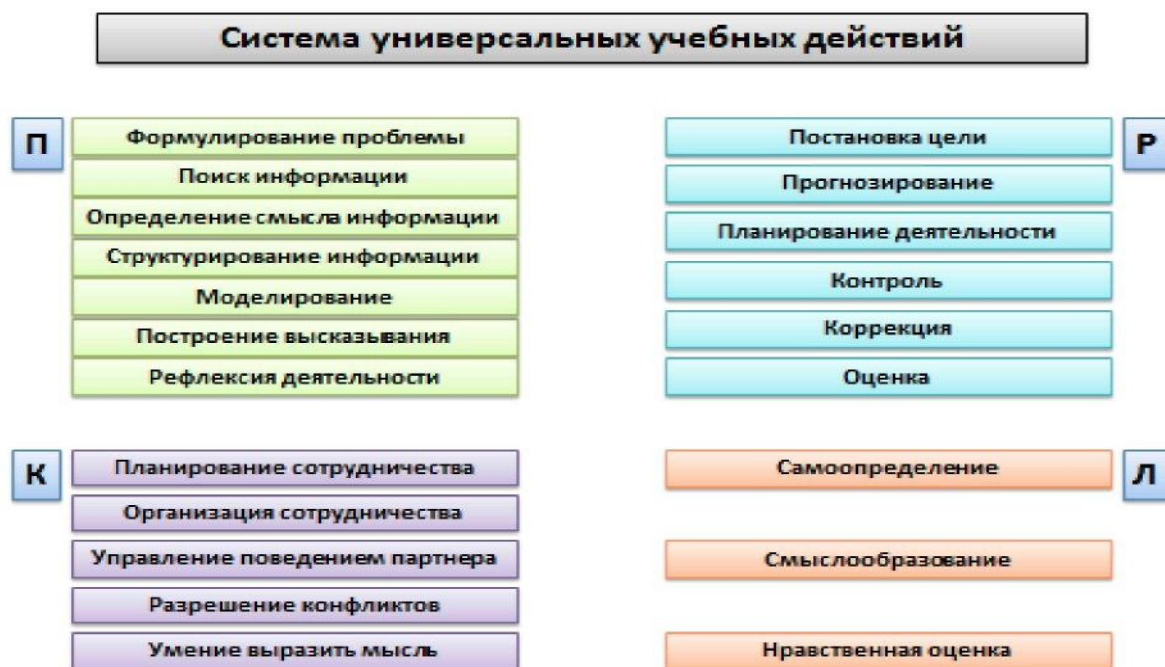 Система универсальных учебных действий
П
Формулирование проблемы
Поиск информации
Определение смысла информации
Структурирование информации
Моделирование
Построение высказывания
Рефлексия деятельности
Р
Постановка цели
Прогнозирование
Планирование деятельности
Контроль
Коррекция
Оценка
К
Планирование сотрудничества
Организация сотрудничества
Управление поведением партнера
Разрешение конфликтов
Умение выразить мысль
Л
Самоопределение
Смыслообразование
Нравственная оценка